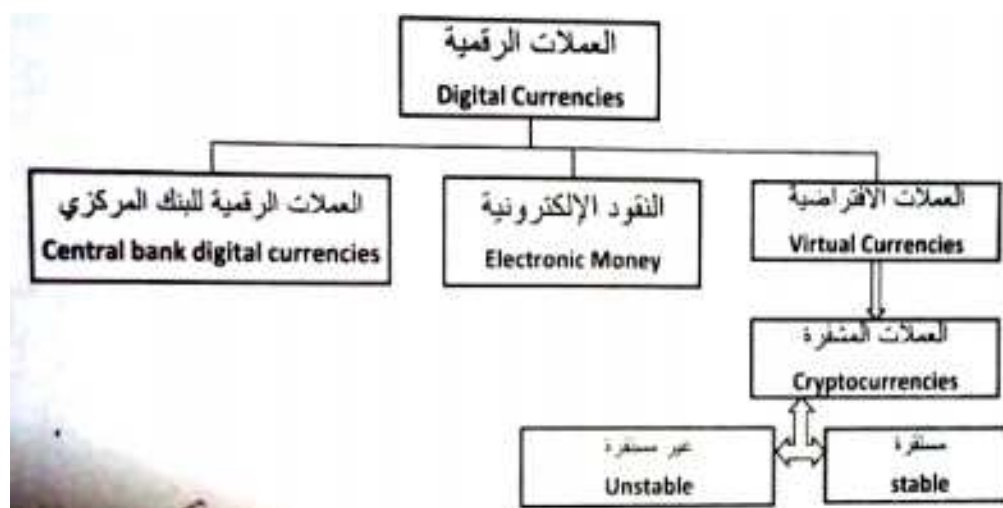 العملات الرقمية
Digital Currencies
العملات الافتراضية
Virtual Currencies
النقود الإلكترونية
Electronic Money
العملات الرقمية للبنك المركزي
Central bank digital currencies
العملات المشفرة
Cryptocurrencies
مستقرة
stable
غير مستقرة
Unstable